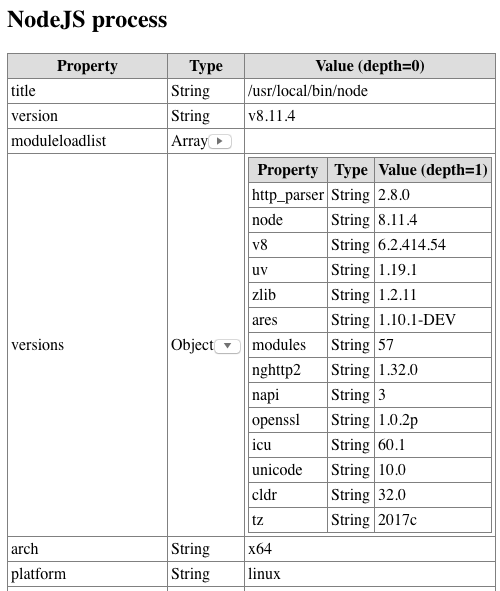 NodeJS process
Property Type Value (depth=0)
title String /usr/local/bin/node
version String v8.11.4
moduleloadlist Array
versions Object
Property Type Value (depth=1)
http_parser String 2.8.0
node String 8.11.4
v8 String 6.2.414.54
uv String 1.19.1
zlib String 1.2.11
ares String 1.10.1-DEV
modules String 57
nghttp2 String 1.32.0
napi String 3
openssl String 1.0.2p
icu String 60.1
unicode String 10.0
cldr String 32.0
tz String 2017c
arch String x64
platform String linux